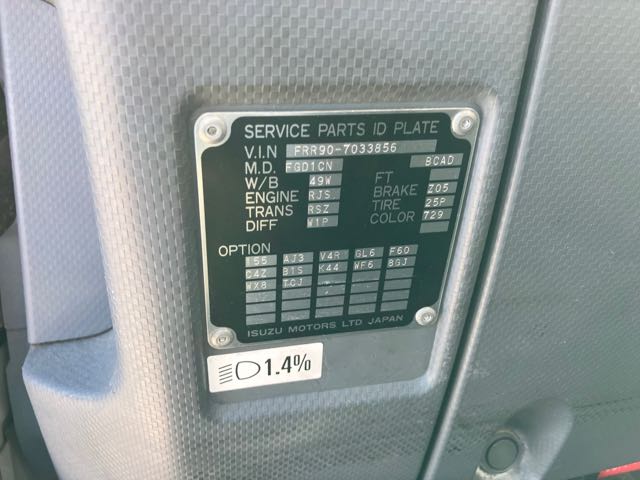 SERVICE PARTS ID PLATE
V.I.N FRR90-7033856
M.D. FGD1CN BCAD
W/B 49W FT
ENGINE RJS BRAKE Z05
TRANS RSZ TIRE 25P
DIFF W1P COLOR 729
OPTION
AJ3 V4R GL6 F60
C4Z B1S K44 WF6 8GJ
WX8 TCJ
ISUZU MOTORS LTD JAPAN
1.4%